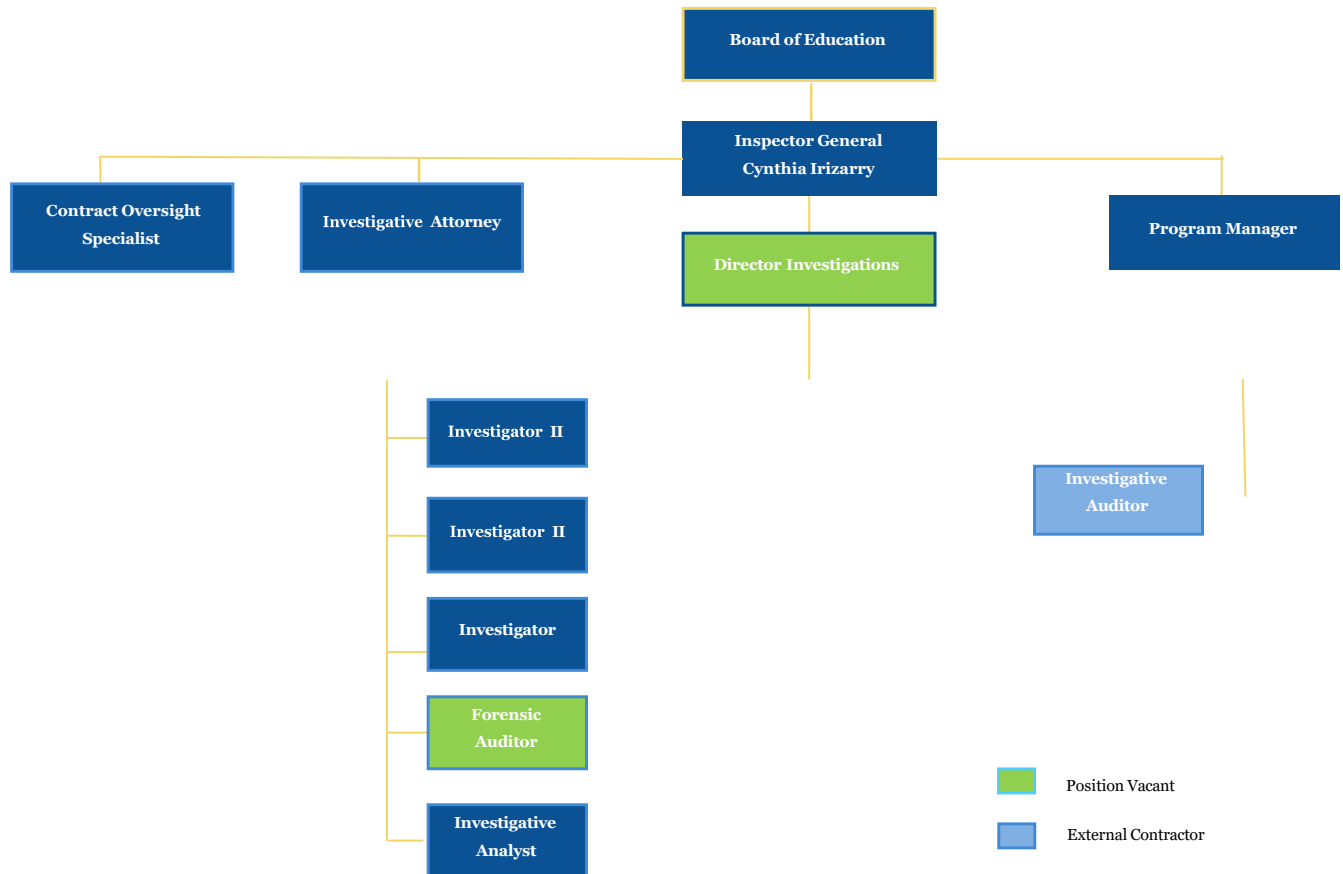 Board of Education
Inspector General
Cynthia Irizarry
Contract Oversight
Specialist
Investigative Attorney
Director Investigations
Program Manager
Investigator II
Investigator II
Investigator
Forensic
Auditor
Investigative
Analyst
Investigative
Auditor
Position Vacant
External Contractor